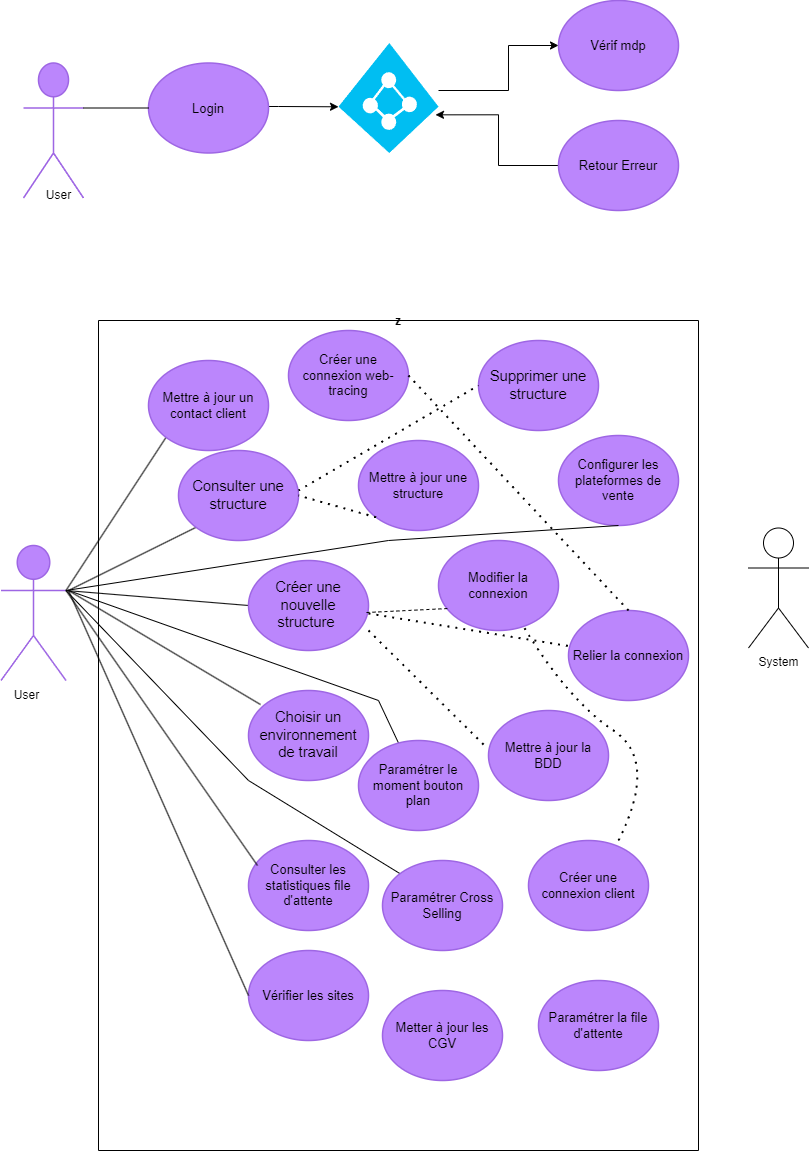 Vérif mdp
Login
Retour Erreur
User
z
Créer une
connexion web-
tracing
Supprimer une
structure
Mettre à jour un
contact client
Consulter une
structure
Mettre à jour une
structure
Configurer les
plateformes de
vente
Créer une
nouvelle
structure
Modifier la
connexion
Relier la connexion
System
User
Choisir un
environnement
de travail
Mettre à jour la
BDD
Paramétrer le
moment bouton
plan
Consulter les
statistiques file
d'attente
Paramétrer Cross
Selling
Créer une
connexion client
Vérifier les sites
Metter à jour les
CGV
Paramétrer la file
d'attente